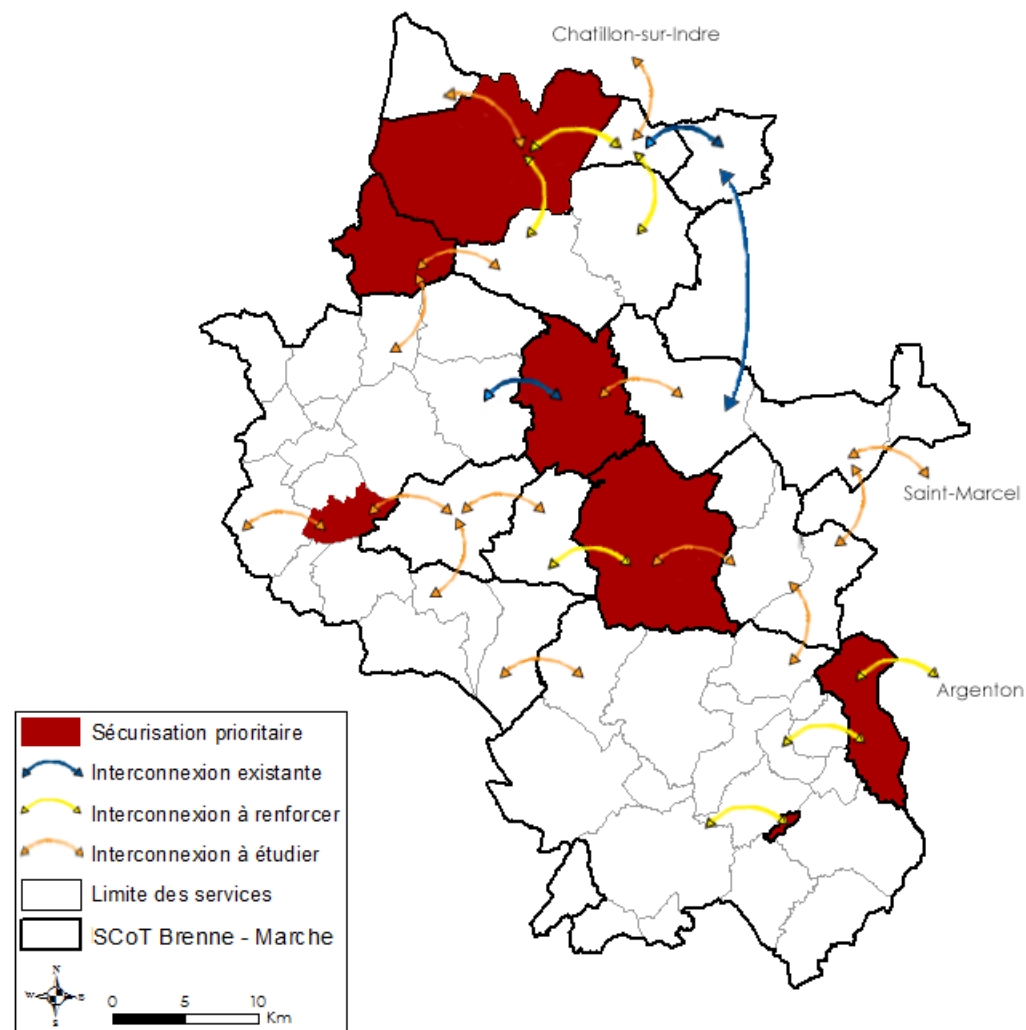 Chatillon-sur-Indre
Saint-Marcel
Argenton
Sécurisation prioritaire
Interconnexion existante
Interconnexion à renforcer
Interconnexion à étudier
Limite des services
SCoT Brenne - Marche
N
W
S
0 5 10
Km